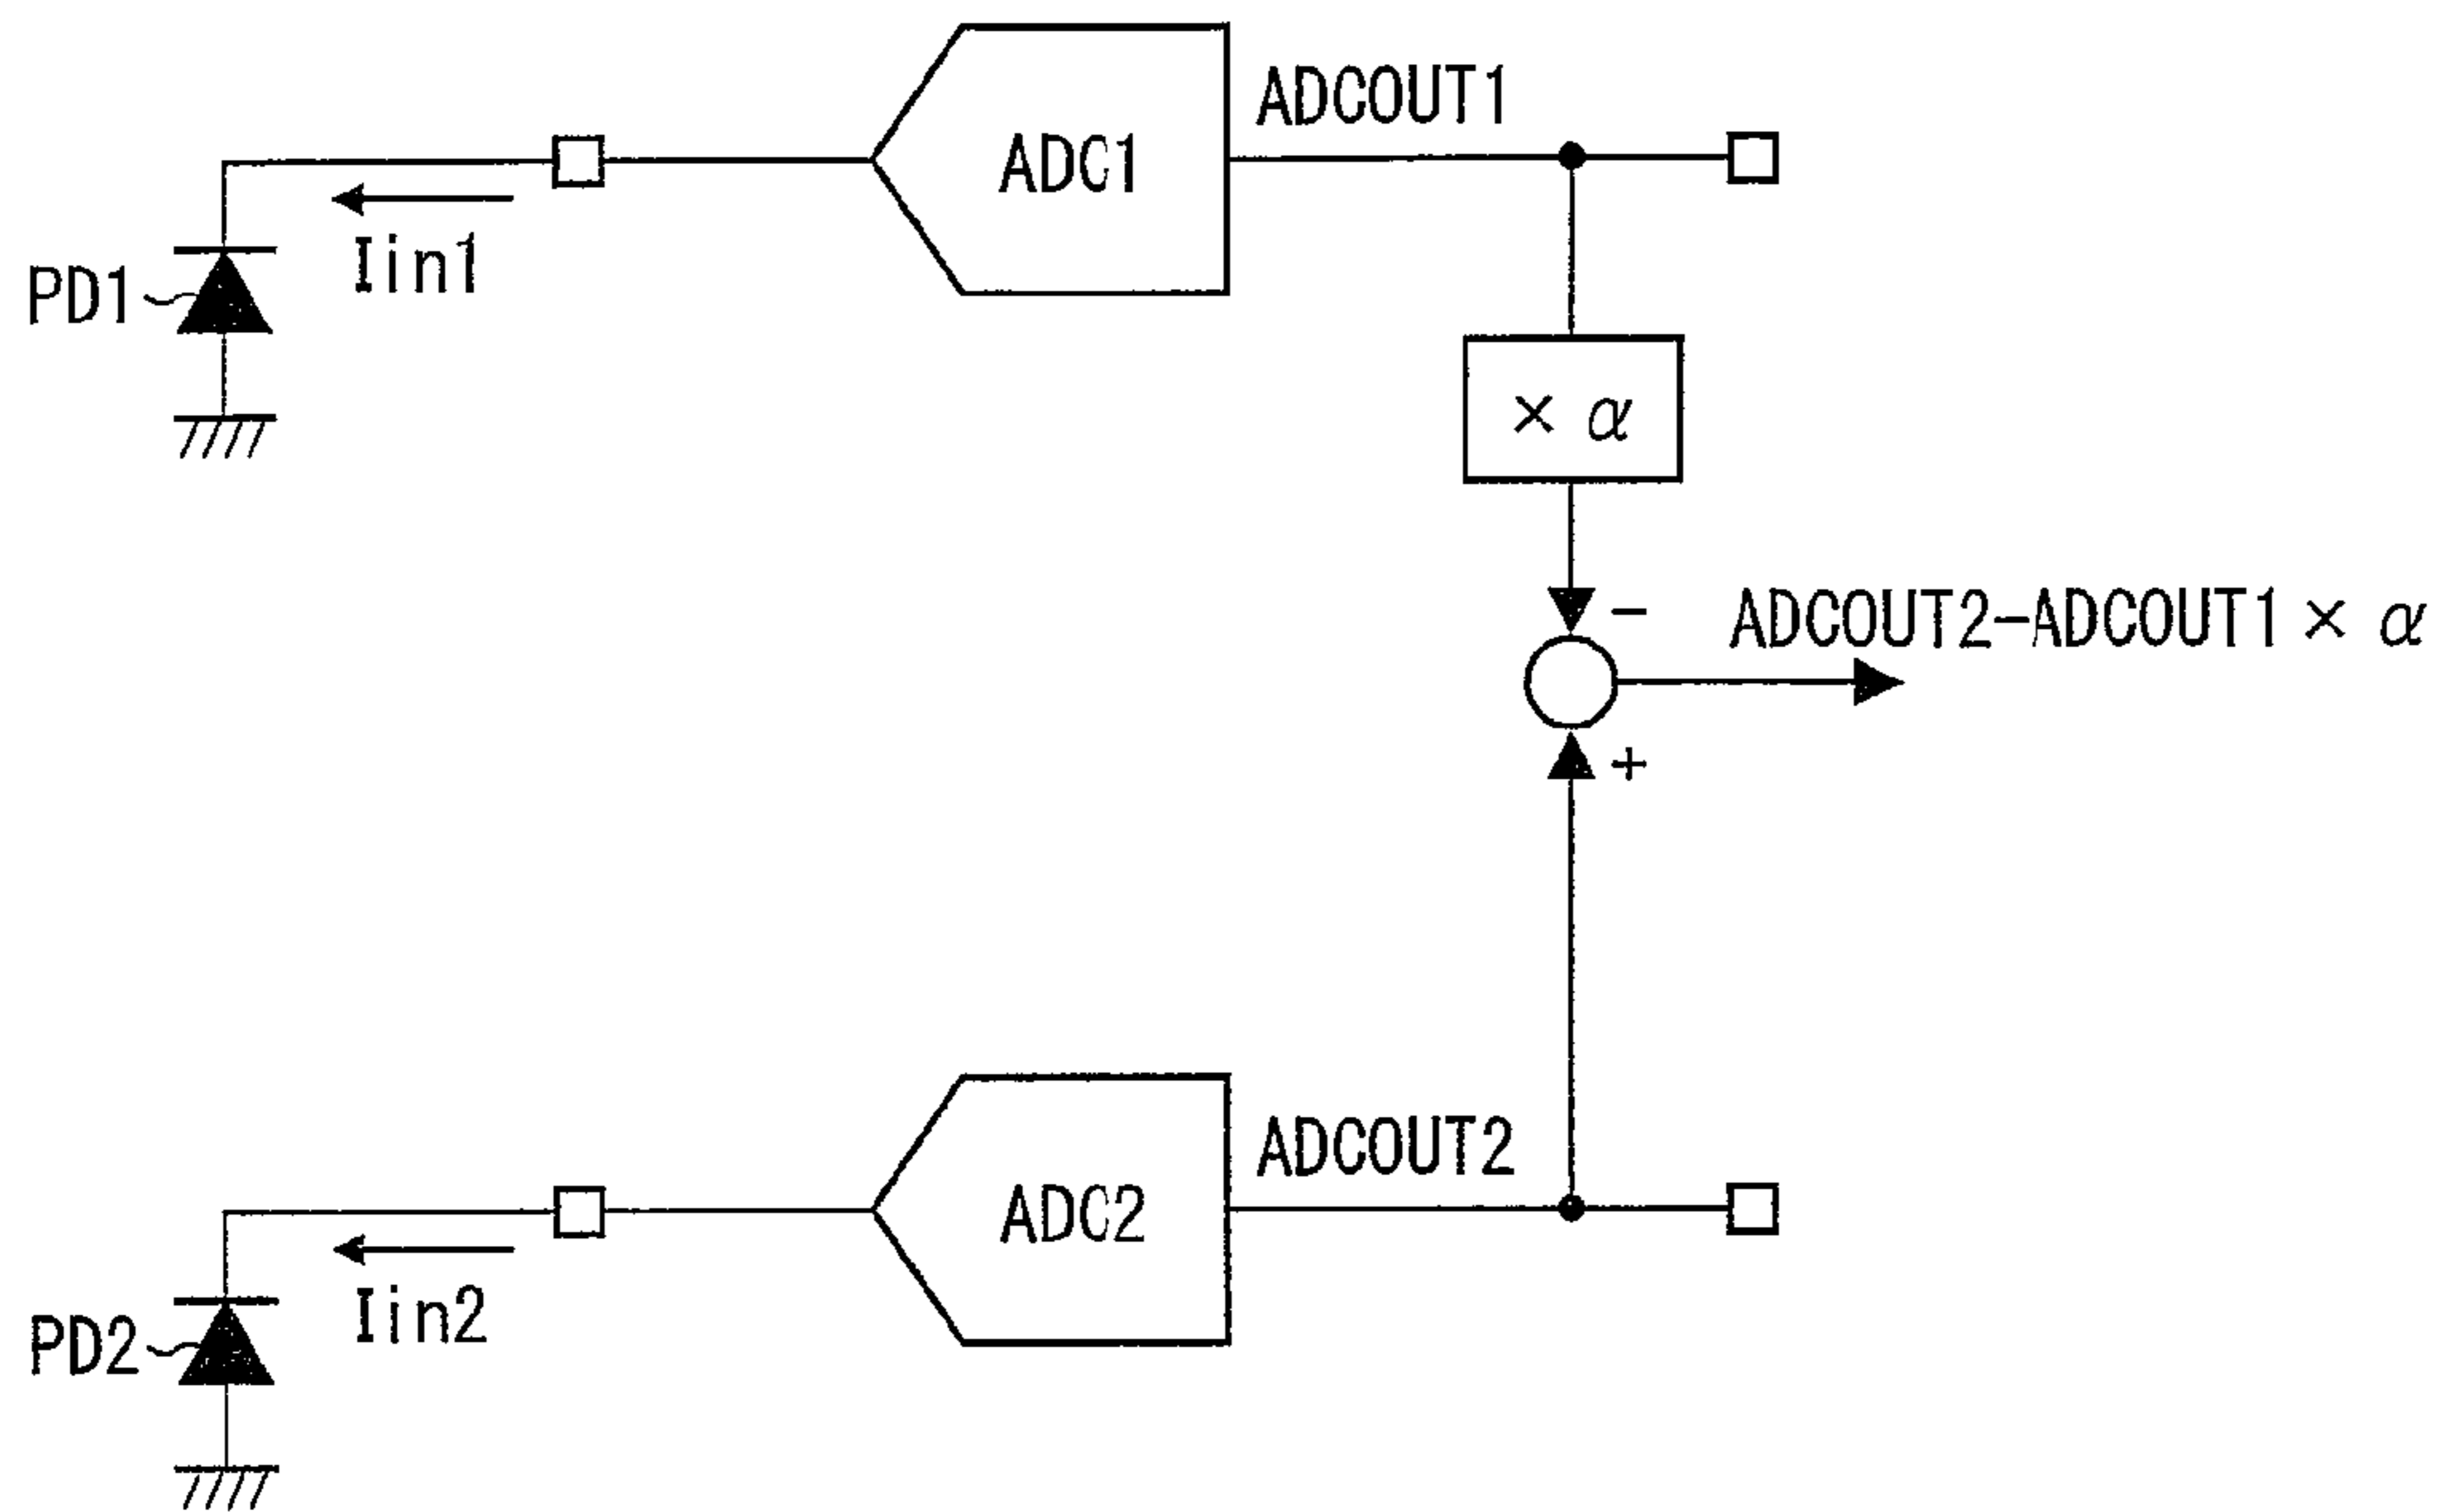 ADCOUT1
ADC1
Iin1
PD1
× α
-
ADCOUT2-ADCOUT1 × α
+
ADCOUT2
ADC2
Iin2
PD2